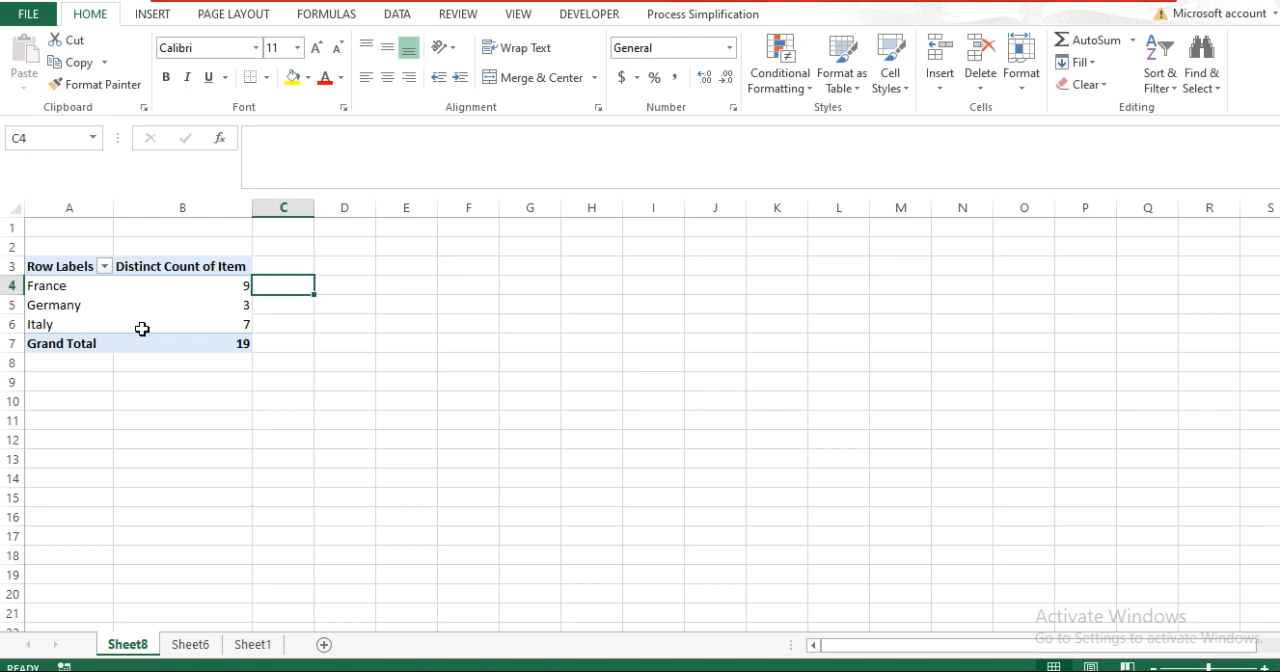 FILE HOME INSERT PAGE LAYOUT FORMULAS DATA REVIEW VIEW DEVELOPER Process Simplification Microsoft account
Paste Cut
Copy
Format Painter
Clipboard
Calibri 11
B I U A
Font
Wrap Text
Merge & Center
Alignment
General
$ % ,
Number
Conditional Formatting
Format as Table
Cell Styles
Styles
Insert Delete Format
Cells
AutoSum
Fill
Clear
Sort & Filter
Find & Select
Editing
C4 fx
A B C D E F G H I J K L M N O P Q R S
1
2
3 Row Labels Distinct Count of Item
4 France 9
5 Germany 3
6 Italy 7
7 Grand Total 19
8
9
10
11
12
13
14
15
16
17
18
19
20
21
Activate Windows
Go to Settings to activate Windows.
Sheet8 Sheet6 Sheet1
READY